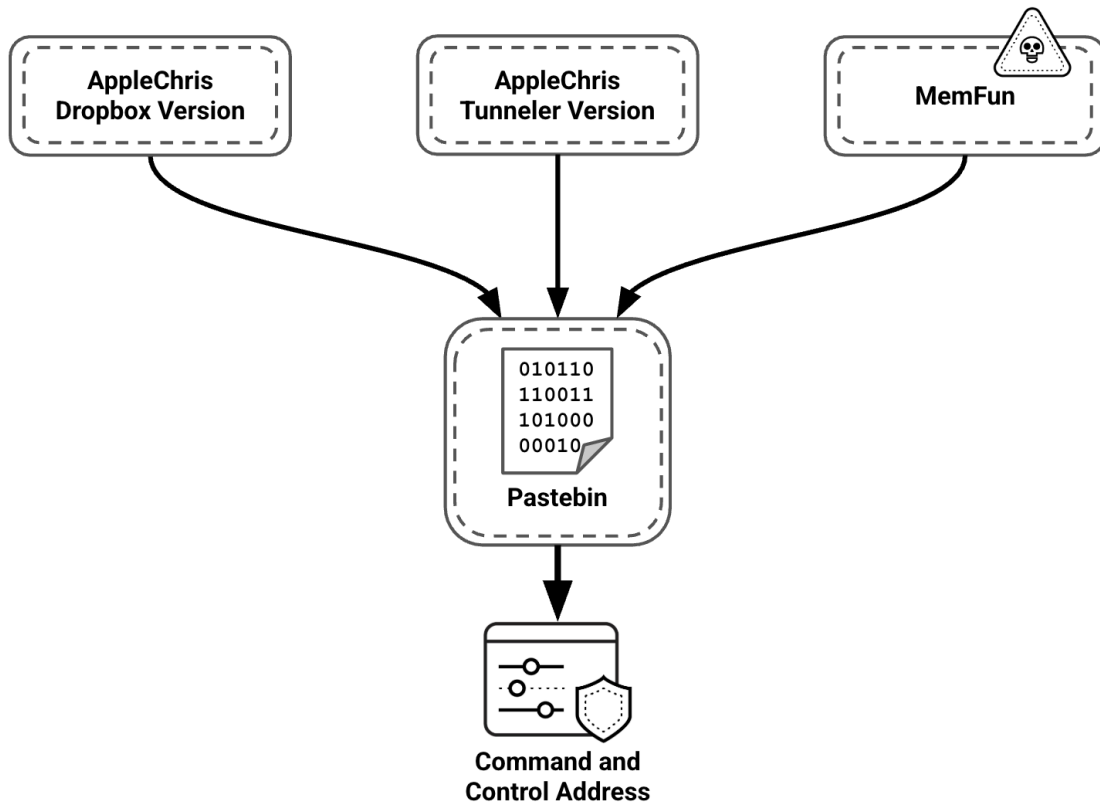 AppleChris
Dropbox Version
AppleChris
Tunneler Version
MemFun
010110
110011
101000
00010
Pastebin
Command and
Control Address